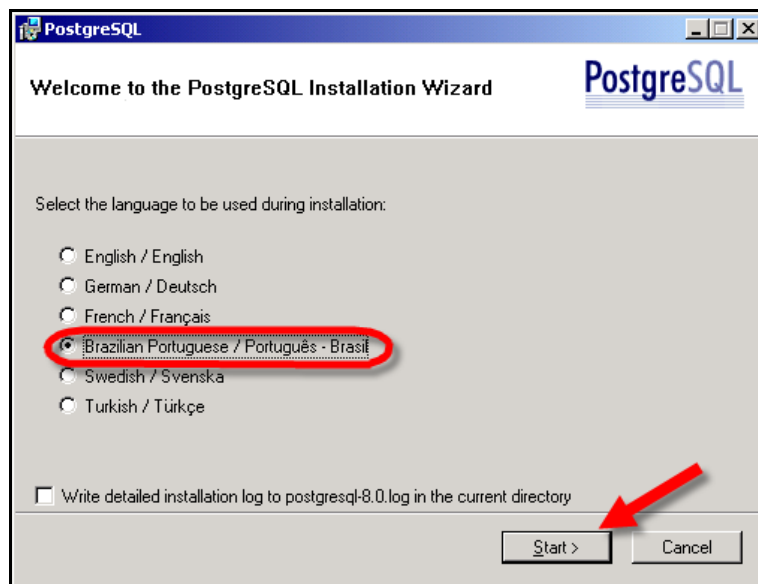 PostgreSQL
Welcome to the PostgreSQL Installation Wizard
PostgreSQL
Select the language to be used during installation:
English / English
German / Deutsch
French / Français
Brazilian Portuguese / Português - Brasil
Swedish / Svenska
Turkish / Türkçe
Write detailed installation log to postgresql-8.0.log in the current directory
Start >
Cancel